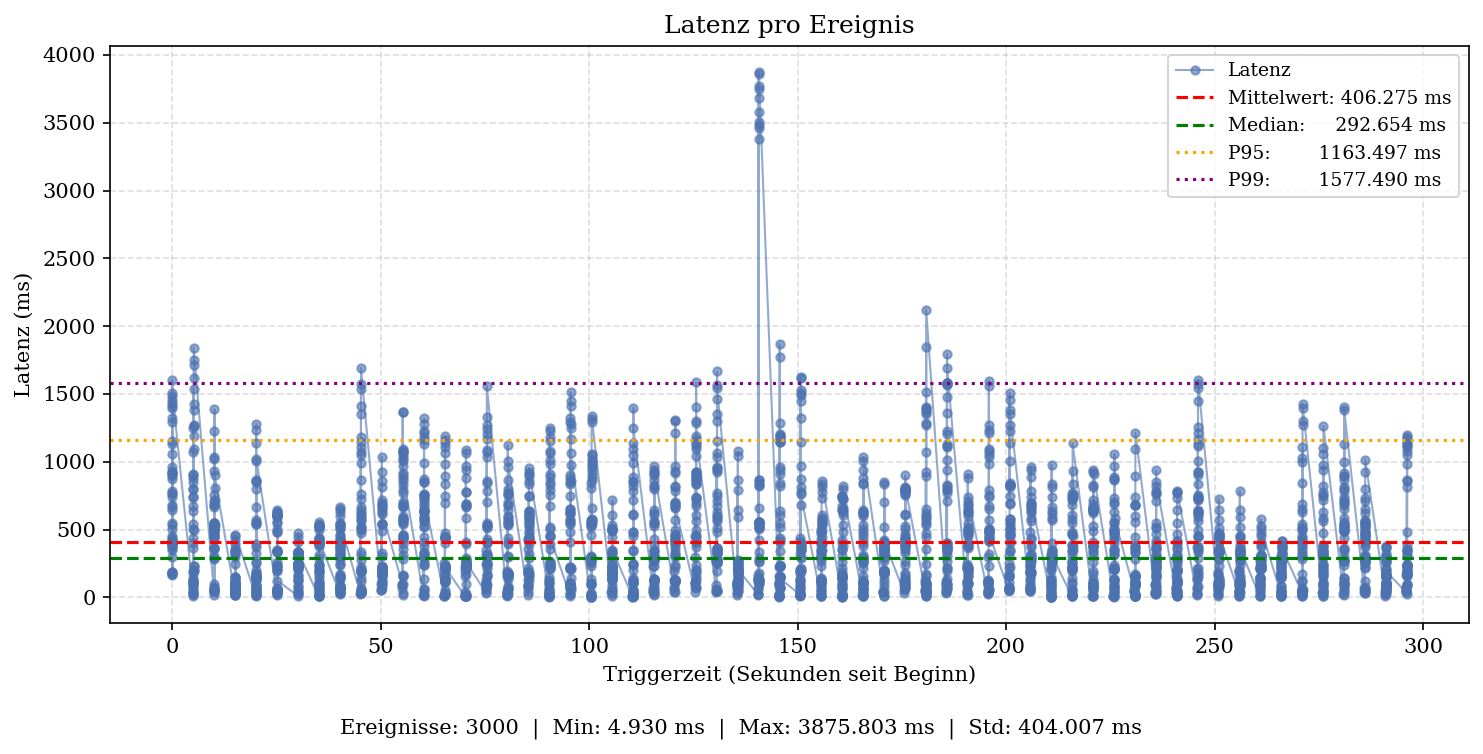 Latenz pro Ereignis
4000
3500
3000
2500
2000
1500
1000
500
0
Latenz (ms)
Latenz
Mittelwert: 406.275 ms
Median: 292.654 ms
P95: 1163.497 ms
P99: 1577.490 ms
0 50 100 150 200 250 300
Triggerzeit (Sekunden seit Beginn)
Ereignisse: 3000 | Min: 4.930 ms | Max: 3875.803 ms | Std: 404.007 ms